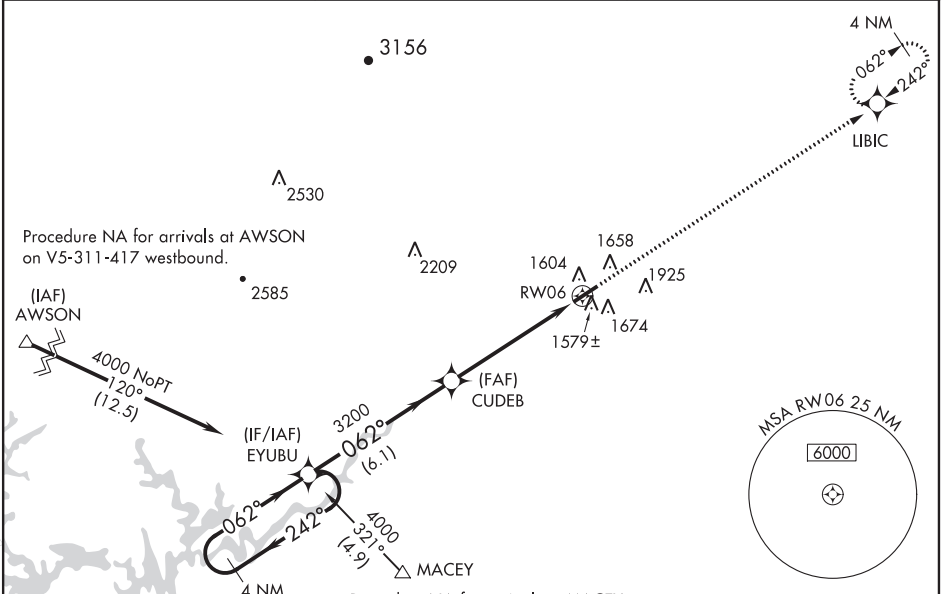 4 NM
062°
242°
LIBIC
3156
2530
Procedure NA for arrivals at AWSON
on V5-311-417 westbound.
2209
2585
1658
1604
1925
RW06
1674
1579±
(IAF)
AWSON
4000 NoPT
120°
(12.5)
(FAF)
CUDEB
3200
062°
(6.1)
(IF/IAF)
EYUBU
MSA RW06 25 NM
6000
062°
242°
4000
321°
(4.9)
MACEY
4 NM